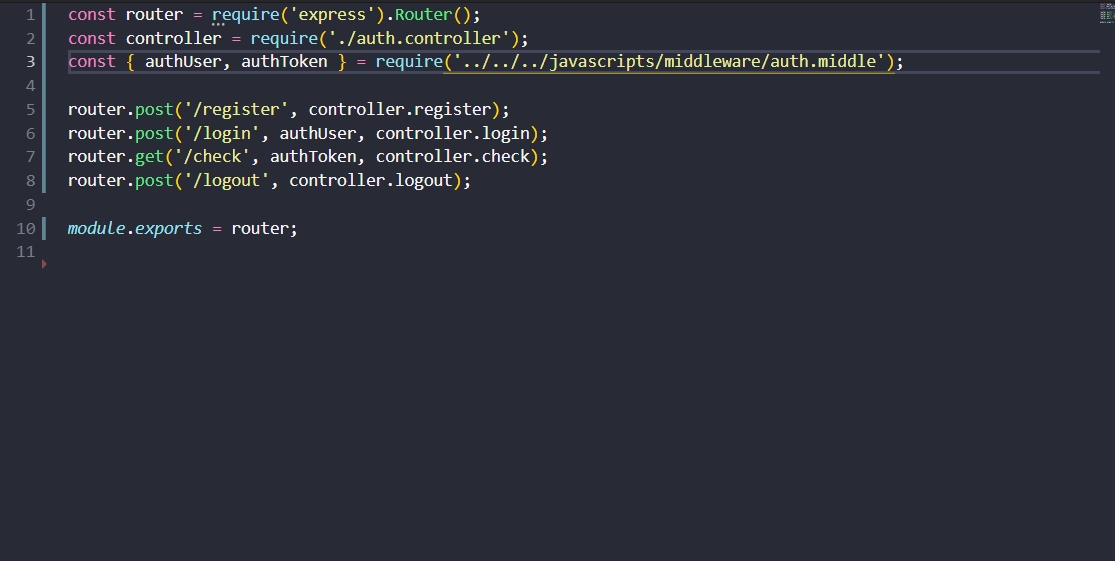 1 const router = require('express').Router();
2 const controller = require('./auth.controller');
3 const { authUser, authToken } = require('../../../javascripts/middleware/auth.middle');
4
5 router.post('/register', controller.register);
6 router.post('/login', authUser, controller.login);
7 router.get('/check', authToken, controller.check);
8 router.post('/logout', controller.logout);
9
10 module.exports = router;
11